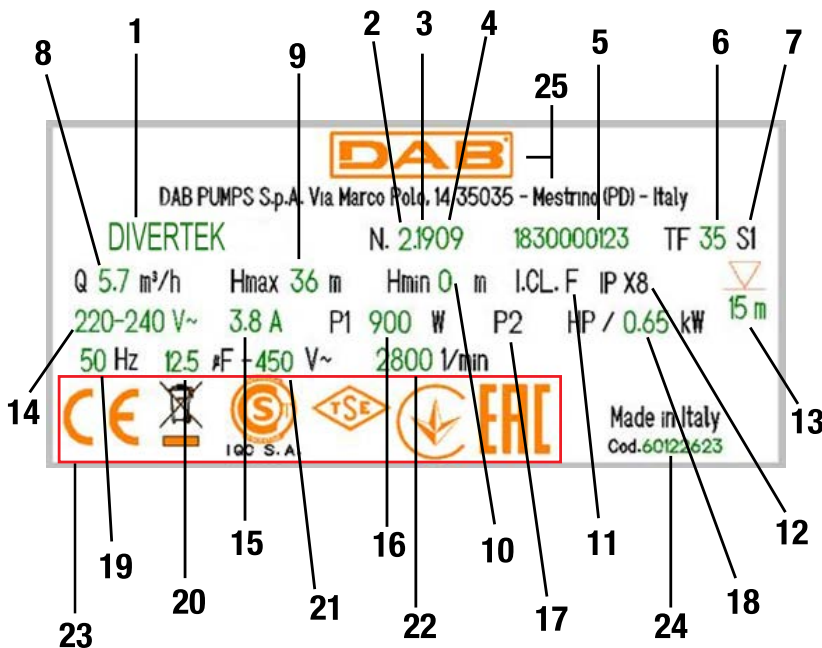 1 2 3 4 5 6 7
8 9 25
DAB
DAB PUMPS S.p.A. Via Marco Polo, 14 35035 - Mestrino (PD) - Italy
DIVERTEK N. 2.1909 1830000123 TF 35 S1
Q 5.7 m³/h Hmax 36 m Hmin 0 m I.CL. F IP X8
15 m
220-240 V~ 3.8 A P1 900 W P2 HP / 0.65 kW
50 Hz 12.5 µF - 450 V~ 2800 1/min
CE S TSE EAC
IQC S.A.
Made in Italy
Cod. 60122623
14 13
19 20 15 21 16 22 10 17 11 24 18 12
23